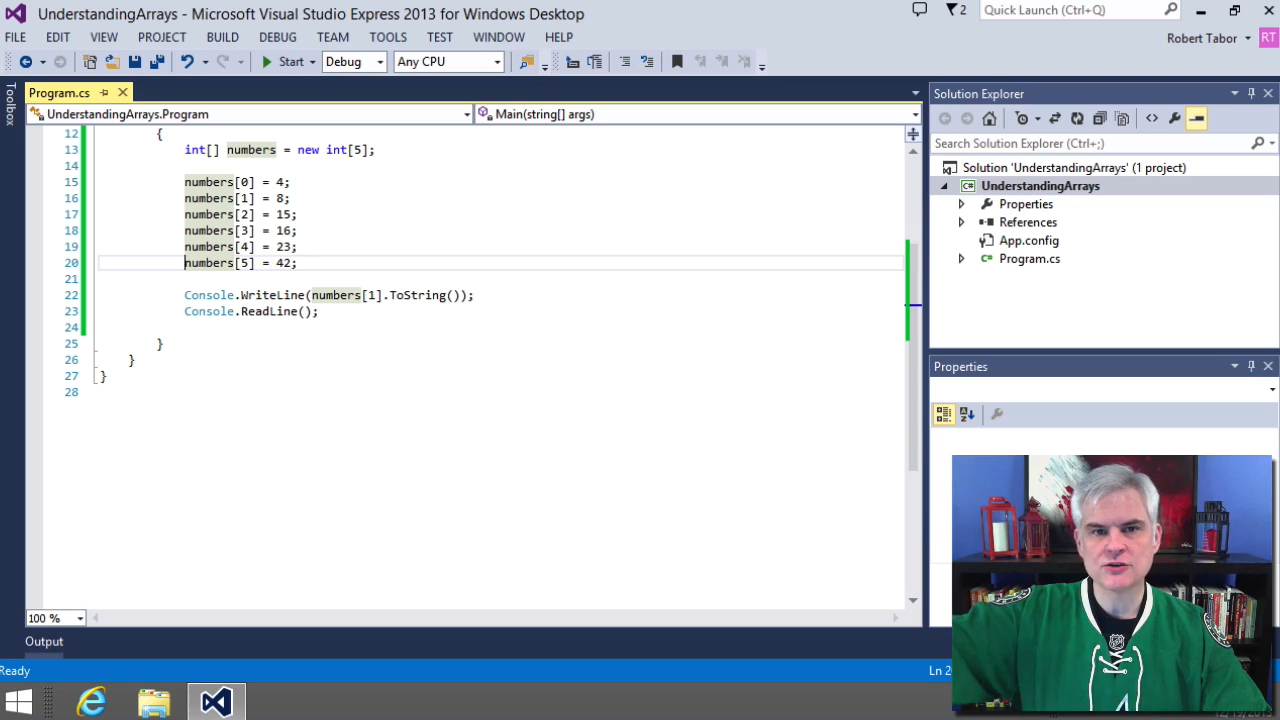 UnderstandingArrays - Microsoft Visual Studio Express 2013 for Windows Desktop
2
Quick Launch (Ctrl+Q)
FILE EDIT VIEW PROJECT BUILD DEBUG TEAM TOOLS TEST WINDOW HELP
Robert Tabor
RT
Start
Debug
Any CPU
Toolbox
Program.cs
UnderstandingArrays.Program
Main(string[] args)
12 {
13 int[] numbers = new int[5];
14
15 numbers[0] = 4;
16 numbers[1] = 8;
17 numbers[2] = 15;
18 numbers[3] = 16;
19 numbers[4] = 23;
20 numbers[5] = 42;
21
22 Console.WriteLine(numbers[1].ToString());
23 Console.ReadLine();
24
25 }
26 }
27 }
28
100 %
Solution Explorer
Search Solution Explorer (Ctrl+;)
Solution 'UnderstandingArrays' (1 project)
C# UnderstandingArrays
Properties
References
App.config
C# Program.cs
Properties
Output
Ready
Ln 2